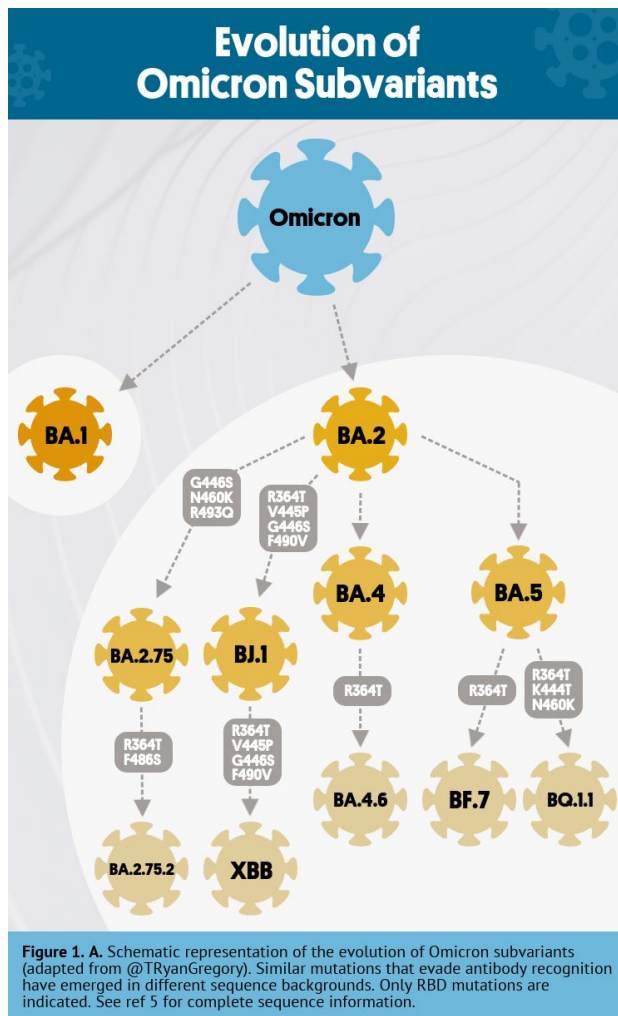 Evolution of
Omicron Subvariants
Omicron
BA.1
BA.2
G446S
N460K
R493Q
R364T
V445P
G446S
F490V
BA.4
BA.5
BA.2.75
BJ.1
R364T
R364T
R364T
K444T
N460K
R364T
F486S
R364T
V445P
G446S
F490V
BA.4.6
BF.7
BQ.1.1
BA.2.75.2
XBB
Figure 1. A. Schematic representation of the evolution of Omicron subvariants
(adapted from @TRyanGregory). Similar mutations that evade antibody recognition
have emerged in different sequence backgrounds. Only RBD mutations are
indicated. See ref 5 for complete sequence information.